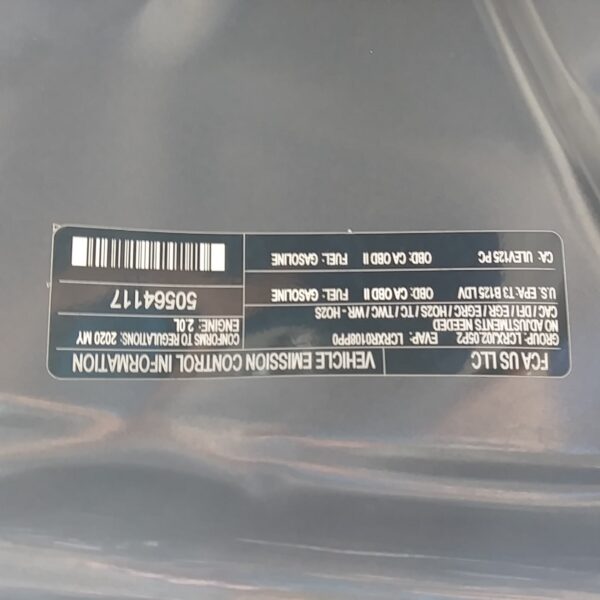 FCA US LLC
VEHICLE EMISSION CONTROL INFORMATION
GROUP: LCRXJ02.05P2 EVAP: LCRXR0108PP0
NO ADJUSTMENTS NEEDED
CAC / DFI / EGR / EGRC / HO2S / TC / TWC / WR - HO2S
CONFORMS TO REGULATIONS: 2020 MY
ENGINE: 2.0L
U.S. EPA: T3 B125 LDV OBD: CA OBD II FUEL: GASOLINE
50564117
CA: ULEV125 PC OBD: CA OBD II FUEL: GASOLINE